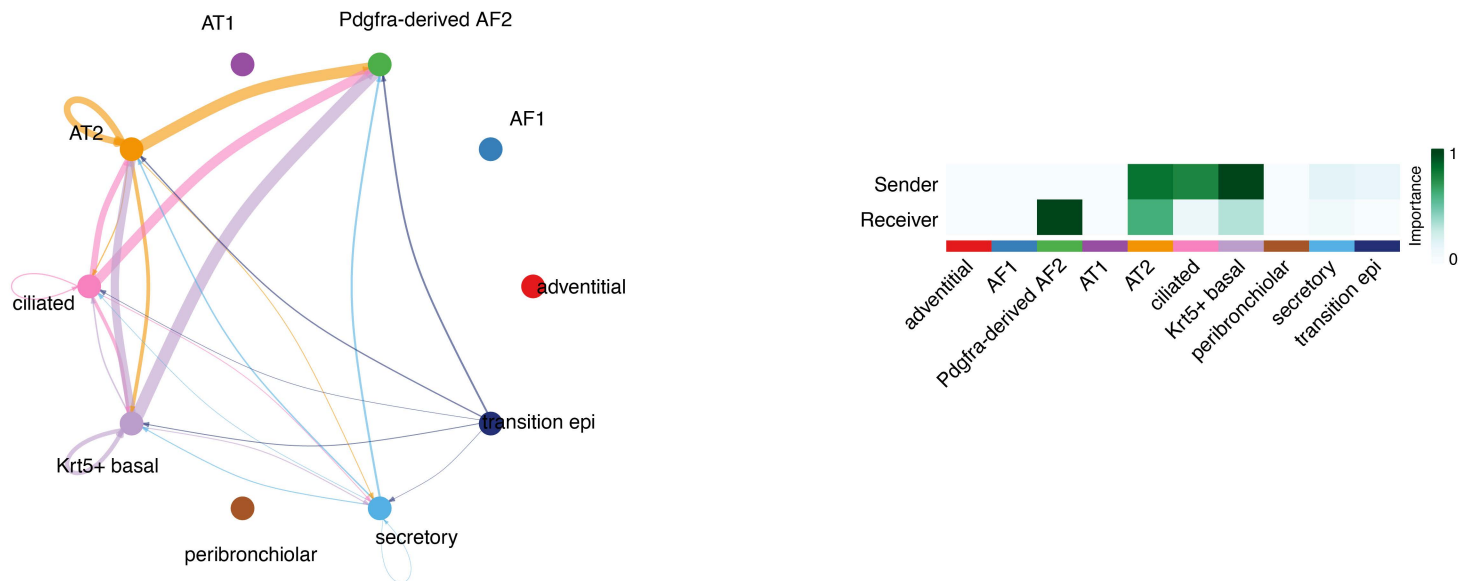 AT1
Pdgfra-derived AF2
AT2
AF1
ciliated
adventitial
Krt5+ basal
transition epi
peribronchiolar
secretory
Sender
Receiver
Importance
1
0
adventitial
AF1
Pdgfra-derived AF2
AT1
AT2
ciliated
Krt5+ basal
peribronchiolar
secretory
transition epi